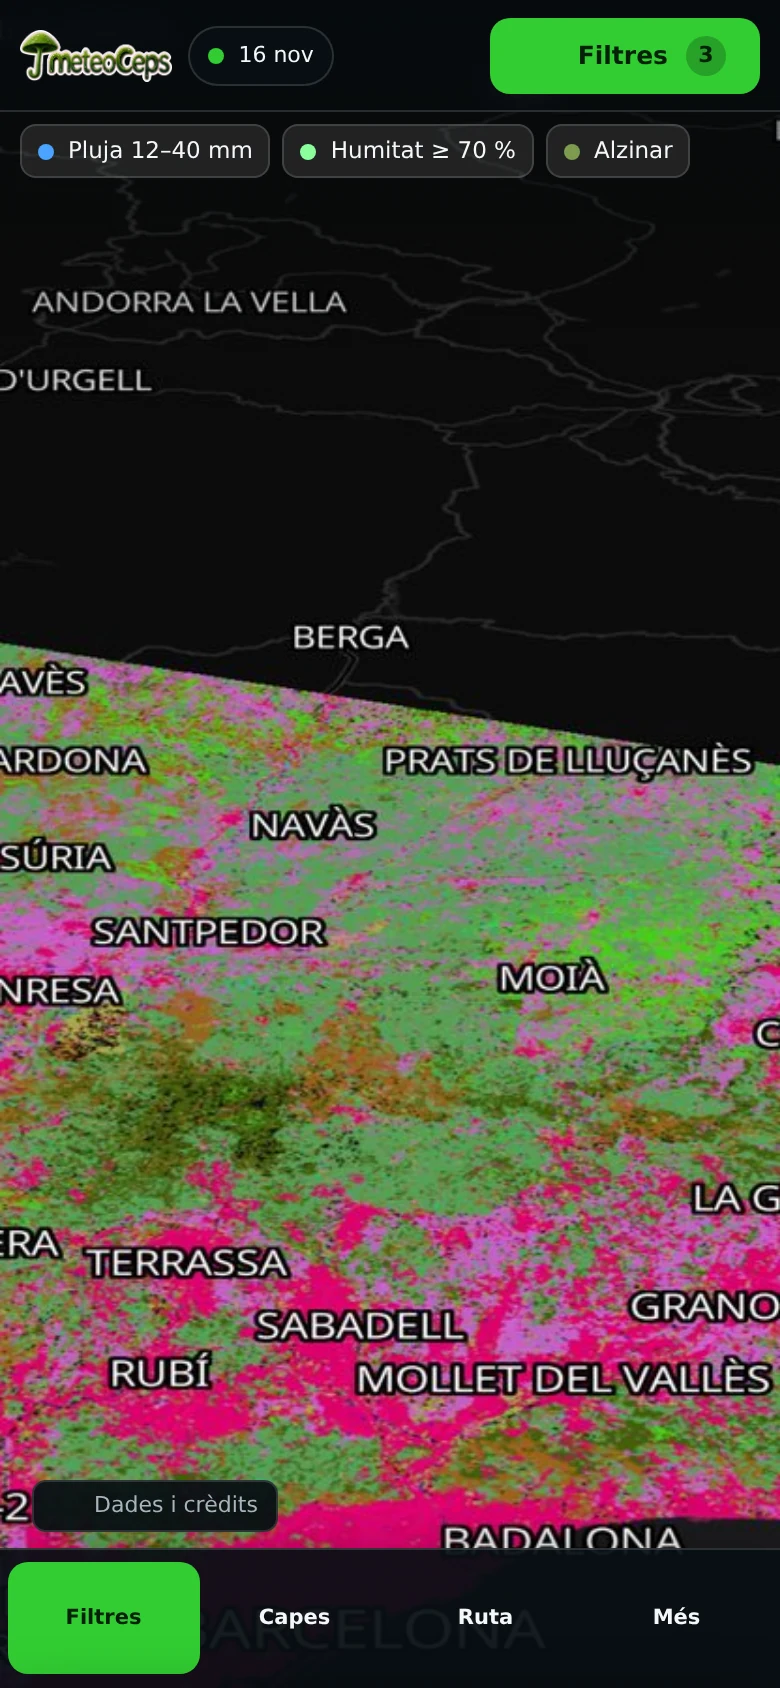 meteoCeps
16 nov
Filtres 3
Pluja 12–40 mm
Humitat ≥ 70 %
Alzinar
ANDORRA LA VELLA
D'URGELL
BERGA
AVÈS
ARDONA
PRATS DE LLUÇANÈS
NAVÀS
SÚRIA
SANTPEDOR
NRESA
MOIÀ
C
LA G
ERA
TERRASSA
GRANO
SABADELL
RUBÍ
MOLLET DEL VALLÈS
-2
Dades i crèdits
BADALONA
Filtres
Capes
Ruta
Més
BARCELONA